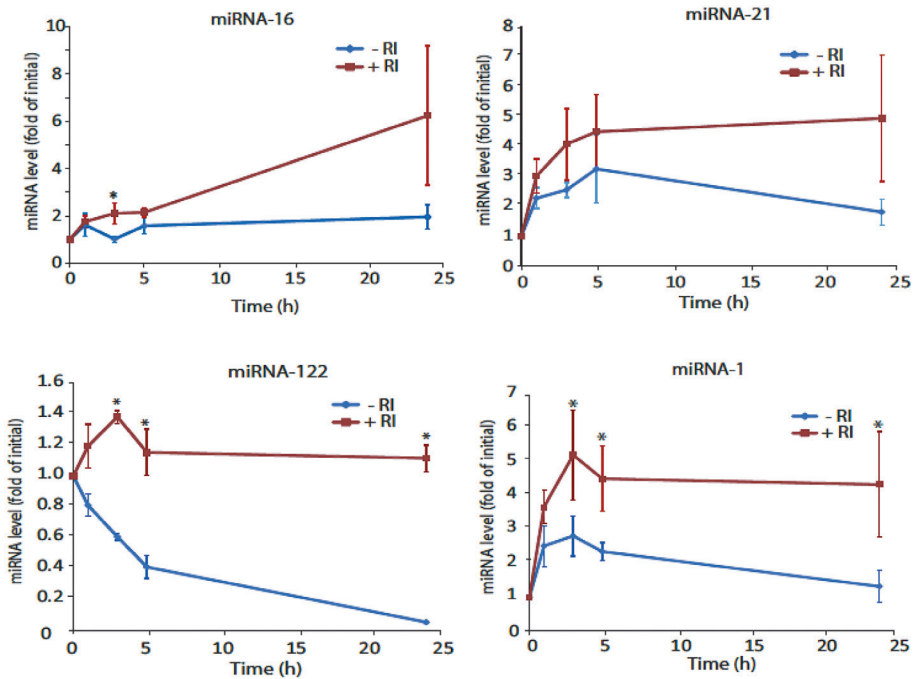 miRNA-16
miRNA level (fold of initial)
10
8
6
4
2
0
- RI
+ RI
*
0 5 10 15 20 25
Time (h)
miRNA-21
miRNA level (fold of initial)
8
7
6
5
4
3
2
1
0
- RI
+ RI
0 5 10 15 20 25
Time (h)
miRNA-122
miRNA level (fold of initial)
1.6
1.4
1.2
1.0
0.8
0.6
0.4
0.2
0
- RI
+ RI
* * *
0 5 10 15 20 25
Time (h)
miRNA-1
miRNA level (fold of initial)
7
6
5
4
3
2
1
0
- RI
+ RI
* * *
0 5 10 15 20 25
Time (h)